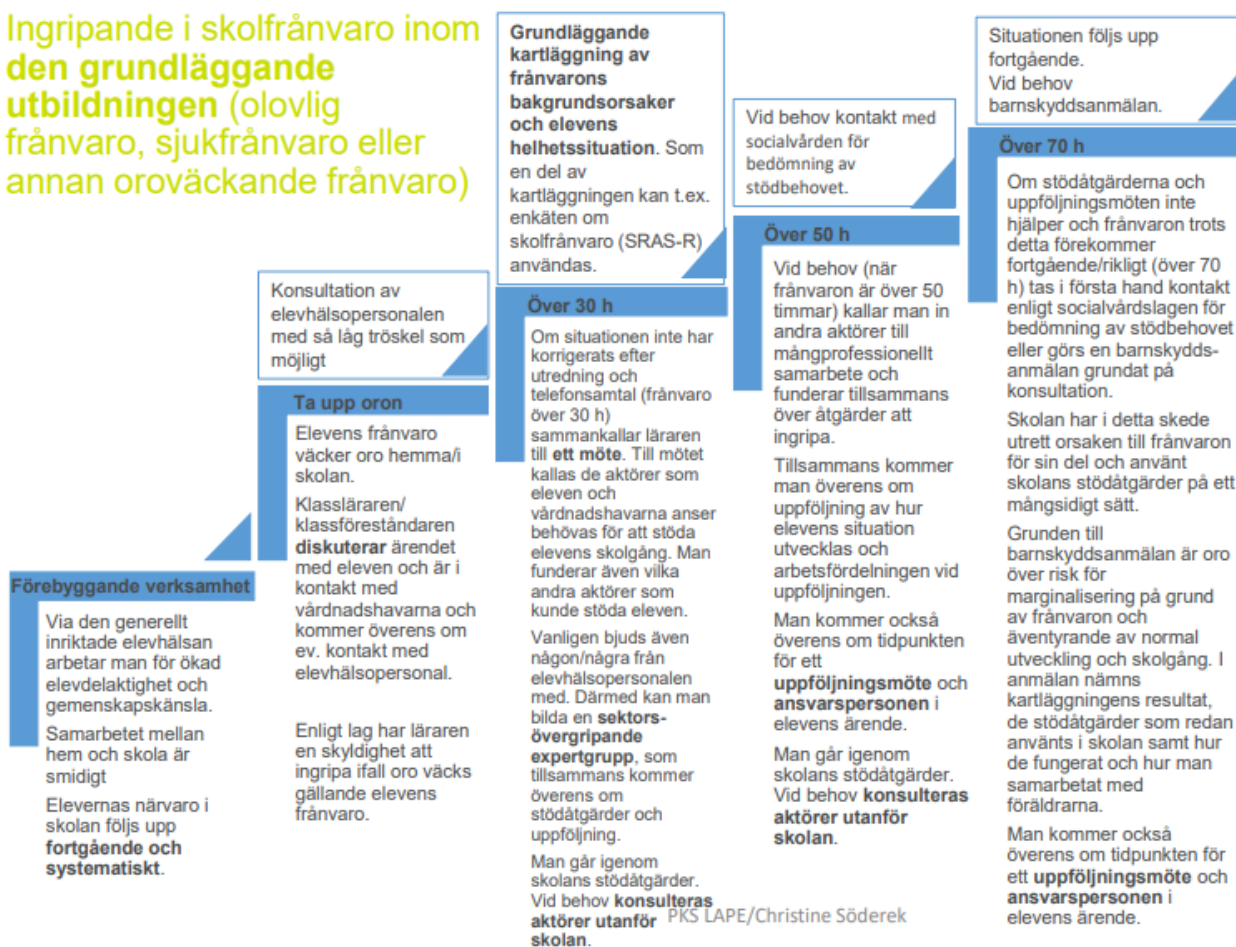 Ingripande i skolfrånvaro inom
den grundläggande
utbildningen (olovlig
frånvaro, sjukfrånvaro eller
annan oroväckande frånvaro)
Förebyggande verksamhet
Via den generellt
inriktade elevhälsan
arbetar man för ökad
elevdelaktighet och
gemenskapskänsla.
Samarbetet mellan
hem och skola är
smidigt
Elevernas närvaro i
skolan följs upp
fortgående och
systematiskt.
Konsultation av
elevhälsopersonalen
med så låg tröskel som
möjligt
Ta upp oron
Elevens frånvaro
väcker oro hemma/i
skolan.
Klassläraren/
klassföreståndaren
diskuterar ärendet
med eleven och är i
kontakt med
vårdnadshavarna och
kommer överens om
ev. kontakt med
elevhälsopersonal.
Enligt lag har läraren
en skyldighet att
ingripa ifall oro väcks
gällande elevens
frånvaro.
Grundläggande
kartläggning av
frånvarons
bakgrundsorsaker
och elevens
helhetssituation. Som
en del av
kartläggningen kan t.ex.
enkäten om
skolfrånvaro (SRAS-R)
användas.
Över 30 h
Om situationen inte har
korrigerats efter
utredning och
telefonsamtal (frånvaro
över 30 h)
sammankallar läraren
till ett möte. Till mötet
kallas de aktörer som
eleven och
vårdnadshavarna anser
behövas för att stöda
elevens skolgång. Man
funderar även vilka
andra aktörer som
kunde stöda eleven.
Vanligen bjuds även
någon/några från
elevhälsopersonalen
med. Därmed kan man
bilda en sektors-
övergripande
expertgrupp, som
tillsammans kommer
överens om
stödåtgärder och
uppföljning.
Man går igenom
skolans stödåtgärder.
Vid behov konsulteras
aktörer utanför
skolan.
Vid behov kontakt med
socialvården för
bedömning av
stödbehovet.
Över 50 h
Vid behov (när
frånvaron är över 50
timmar) kallar man in
andra aktörer till
mångprofessionellt
samarbete och
funderar tillsammans
över åtgärder att
ingripa.
Tillsammans kommer
man överens om
uppföljning av hur
elevens situation
utvecklas och
arbetsfördelningen vid
uppföljningen.
Man kommer också
överens om tidpunkten
för ett
uppföljningsmöte och
ansvarspersonen i
elevens ärende.
Man går igenom
skolans stödåtgärder.
Vid behov konsulteras
aktörer utanför
skolan.
Situationen följs upp
fortgående.
Vid behov
barnskyddsanmälan.
Över 70 h
Om stödåtgärderna och
uppföljningsmöten inte
hjälper och frånvaron trots
detta förekommer
fortgående/rikligt (över 70
h) tas i första hand kontakt
enligt socialvårdslagen för
bedömning av stödbehovet
eller görs en barnskydds-
anmälan grundat på
konsultation.
Skolan har i detta skede
utrett orsaken till frånvaron
för sin del och använt
skolans stödåtgärder på ett
mångsidigt sätt.
Grunden till
barnskyddsanmälan är oro
över risk för
marginalisering på grund
av frånvaron och
äventyrande av normal
utveckling och skolgång. I
anmälan nämns
kartläggningens resultat,
de stödåtgärder som redan
använts i skolan samt hur
de fungerat och hur man
samarbetat med
föräldrarna.
Man kommer också
överens om tidpunkten för
ett uppföljningsmöte och
ansvarspersonen i
elevens ärende.
PKS LAPE/Christine Söderek